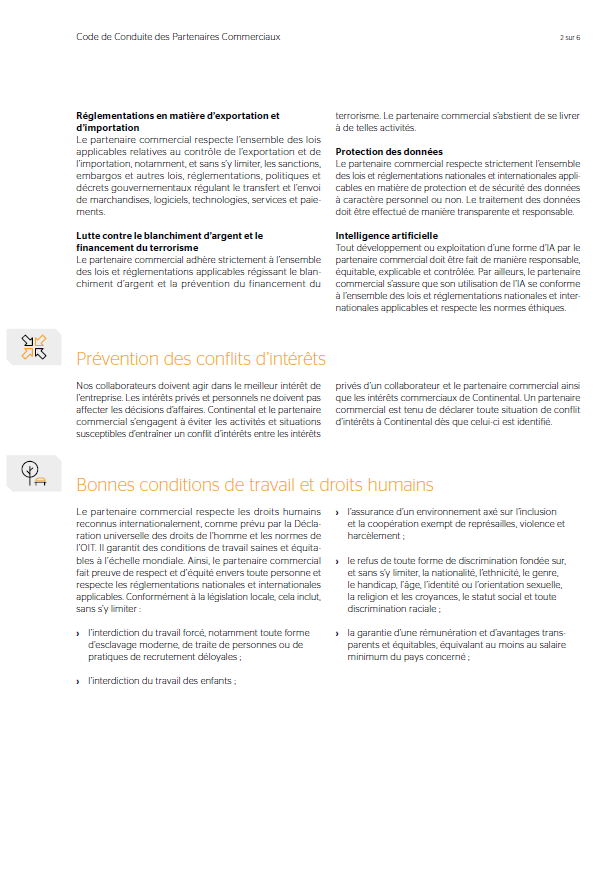 Code de Conduite des Partenaires Commerciaux
2 sur 6
Réglementations en matière d'exportation et
d'importation
Le partenaire commercial respecte l'ensemble des lois
applicables relatives au contrôle de l'exportation et de
l'importation, notamment, et sans s'y limiter, les sanctions,
embargos et autres lois, réglementations, politiques et
décrets gouvernementaux régulant le transfert et l'envoi
de marchandises, logiciels, technologies, services et paie-
ments.
Lutte contre le blanchiment d'argent et le
financement du terrorisme
Le partenaire commercial adhère strictement à l'ensemble
des lois et réglementations applicables régissant le blan-
chiment d'argent et la prévention du financement du
terrorisme. Le partenaire commercial s'abstient de se livrer
à de telles activités.
Protection des données
Le partenaire commercial respecte strictement l'ensemble
des lois et réglementations nationales et internationales appli-
cables en matière de protection et de sécurité des données
à caractère personnel ou non. Le traitement des données
doit être effectué de manière transparente et responsable.
Intelligence artificielle
Tout développement ou exploitation d'une forme d'IA par le
partenaire commercial doit être fait de manière responsable,
équitable, explicable et contrôlée. Par ailleurs, le partenaire
commercial s'assure que son utilisation de l'IA se conforme
à l'ensemble des lois et réglementations nationales et inter-
nationales applicables et respecte les normes éthiques.
Prévention des conflits d'intérêts
Nos collaborateurs doivent agir dans le meilleur intérêt de
l'entreprise. Les intérêts privés et personnels ne doivent pas
affecter les décisions d'affaires. Continental et le partenaire
commercial s'engagent à éviter les activités et situations
susceptibles d'entraîner un conflit d'intérêts entre les intérêts
privés d'un collaborateur et le partenaire commercial ainsi
que les intérêts commerciaux de Continental. Un partenaire
commercial est tenu de déclarer toute situation de conflit
d'intérêts à Continental dès que celui-ci est identifié.
Bonnes conditions de travail et droits humains
Le partenaire commercial respecte les droits humains
reconnus internationalement, comme prévu par la Décla-
ration universelle des droits de l'homme et les normes de
l'OIT. Il garantit des conditions de travail saines et équita-
bles à l'échelle mondiale. Ainsi, le partenaire commercial
fait preuve de respect et d'équité envers toute personne et
respecte les réglementations nationales et internationales
applicables. Conformément à la législation locale, cela inclut,
sans s'y limiter :
› l'interdiction du travail forcé, notamment toute forme
d'esclavage moderne, de traite de personnes ou de
pratiques de recrutement déloyales ;
› l'interdiction du travail des enfants ;
› l'assurance d'un environnement axé sur l'inclusion
et la coopération exempt de représailles, violence et
harcèlement ;
› le refus de toute forme de discrimination fondée sur,
et sans s'y limiter, la nationalité, l'ethnicité, le genre,
le handicap, l'âge, l'identité ou l'orientation sexuelle,
la religion et les croyances, le statut social et toute
discrimination raciale ;
› la garantie d'une rémunération et d'avantages trans-
parents et équitables, équivalant au moins au salaire
minimum du pays concerné ;